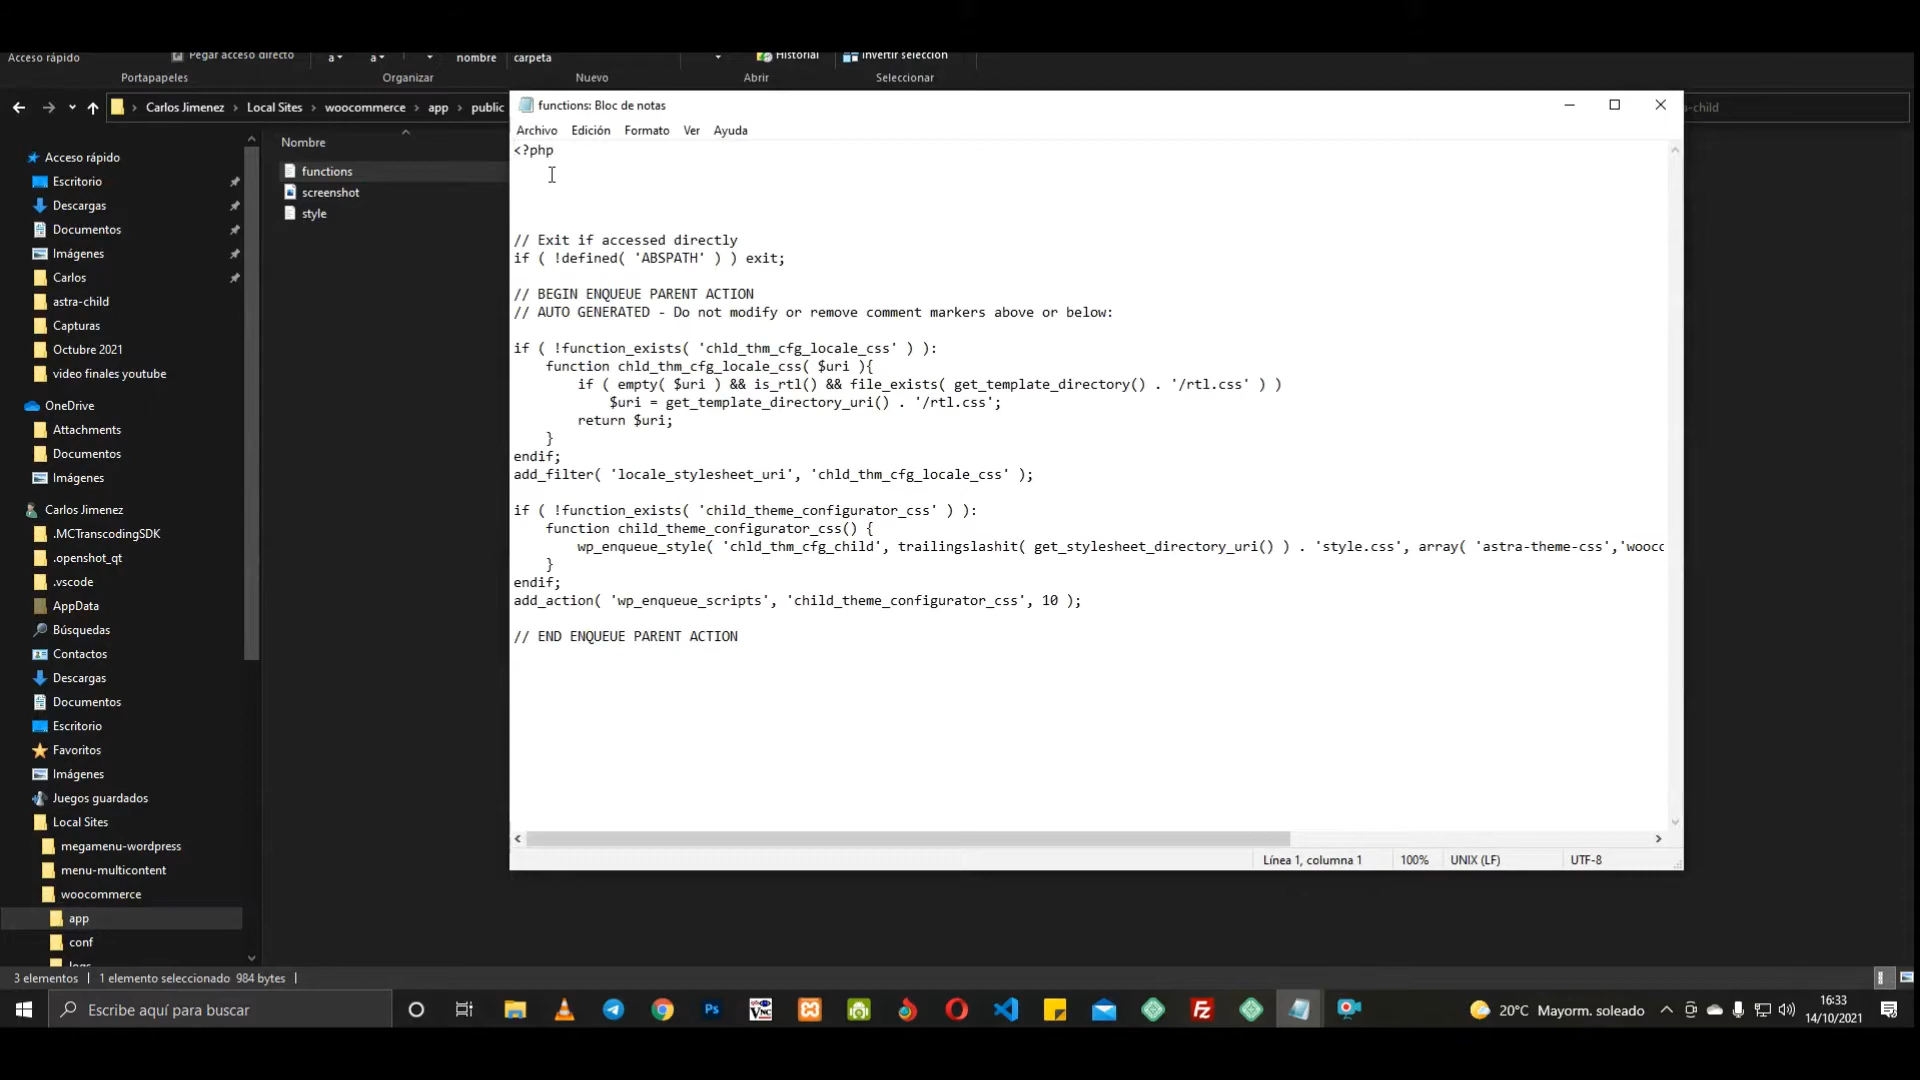 Acceso rápido
Pegar acceso directo
nombre
carpeta
Historial
Invertir selección
Portapapeles
Organizar
Nuevo
Abrir
Seleccionar
Carlos Jimenez > Local Sites > woocommerce > app > public
a-child
functions: Bloc de notas
Archivo Edición Formato Ver Ayuda
Nombre
functions
screenshot
style
Acceso rápido
Escritorio
Descargas
Documentos
Imágenes
Carlos
astra-child
Capturas
Octubre 2021
video finales youtube
OneDrive
Attachments
Documentos
Imágenes
Carlos Jimenez
.MCTranscodingSDK
.openshot_qt
.vscode
AppData
Búsquedas
Contactos
Descargas
Documentos
Escritorio
Favoritos
Imágenes
Juegos guardados
Local Sites
megamenu-wordpress
menu-multicontent
woocommerce
app
conf
<?php
// Exit if accessed directly
if ( !defined( 'ABSPATH' ) ) exit;
// BEGIN ENQUEUE PARENT ACTION
// AUTO GENERATED - Do not modify or remove comment markers above or below:
if ( !function_exists( 'chld_thm_cfg_locale_css' ) ):
function chld_thm_cfg_locale_css( $uri ){
if ( empty( $uri ) && is_rtl() && file_exists( get_template_directory() . '/rtl.css' ) )
$uri = get_template_directory_uri() . '/rtl.css';
return $uri;
}
endif;
add_filter( 'locale_stylesheet_uri', 'chld_thm_cfg_locale_css' );
if ( !function_exists( 'child_theme_configurator_css' ) ):
function child_theme_configurator_css() {
wp_enqueue_style( 'chld_thm_cfg_child', trailingslashit( get_stylesheet_directory_uri() ) . 'style.css', array( 'astra-theme-css','wooc
}
endif;
add_action( 'wp_enqueue_scripts', 'child_theme_configurator_css', 10 );
// END ENQUEUE PARENT ACTION
Línea 1, columna 1
100%
UNIX (LF)
UTF-8
3 elementos
1 elemento seleccionado 984 bytes
Escribe aquí para buscar
20°C Mayorm. soleado
16:33
14/10/2021